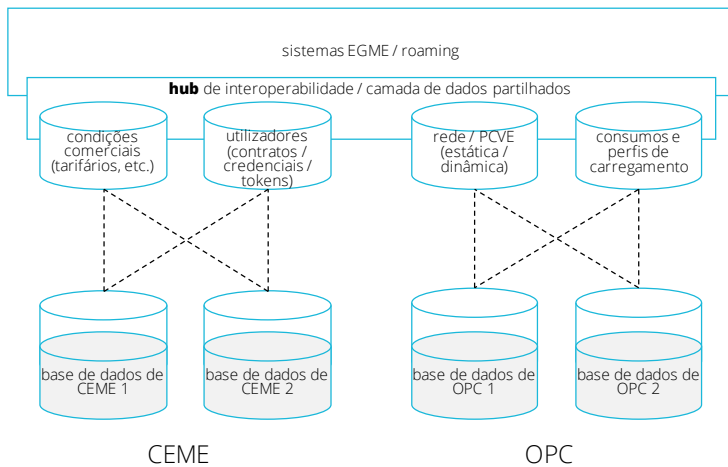 sistemas EGME / roaming
hub de interoperabilidade / camada de dados partilhados
condições
comerciais
(tarifários, etc.)
utilizadores
(contratos /
credenciais /
tokens)
rede / PCVE
(estática /
dinâmica)
consumos e
perfis de
carregamento
base de dados de
CEME 1
base de dados de
CEME 2
base de dados de
OPC 1
base de dados de
OPC 2
CEME
OPC